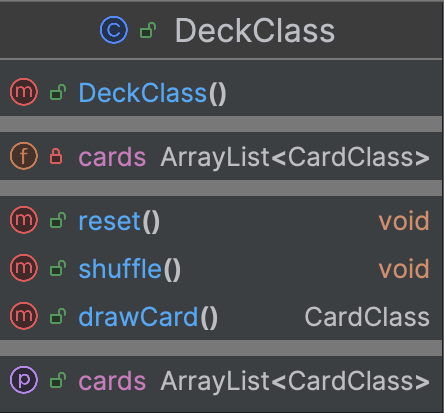 C DeckClass
m DeckClass()
f cards ArrayList<CardClass>
m reset() void
m shuffle() void
m drawCard() CardClass
p cards ArrayList<CardClass>